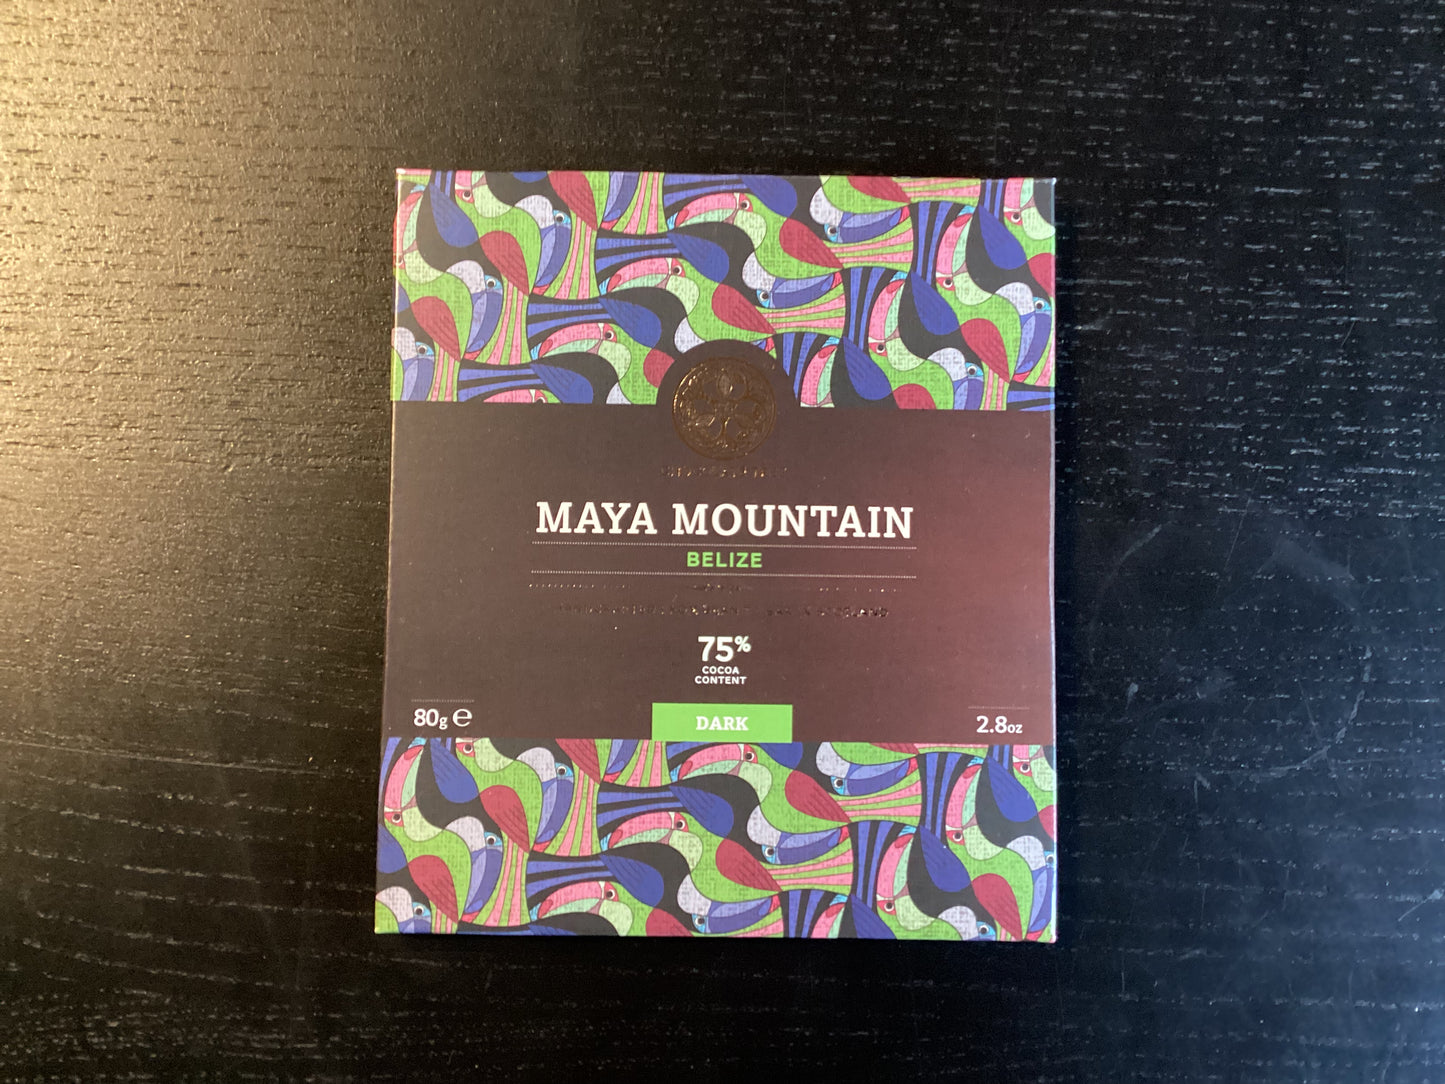 MAYA MOUNTAIN
BELIZE
75%
COCOA
CONTENT
80g ℮
DARK
2.8oz